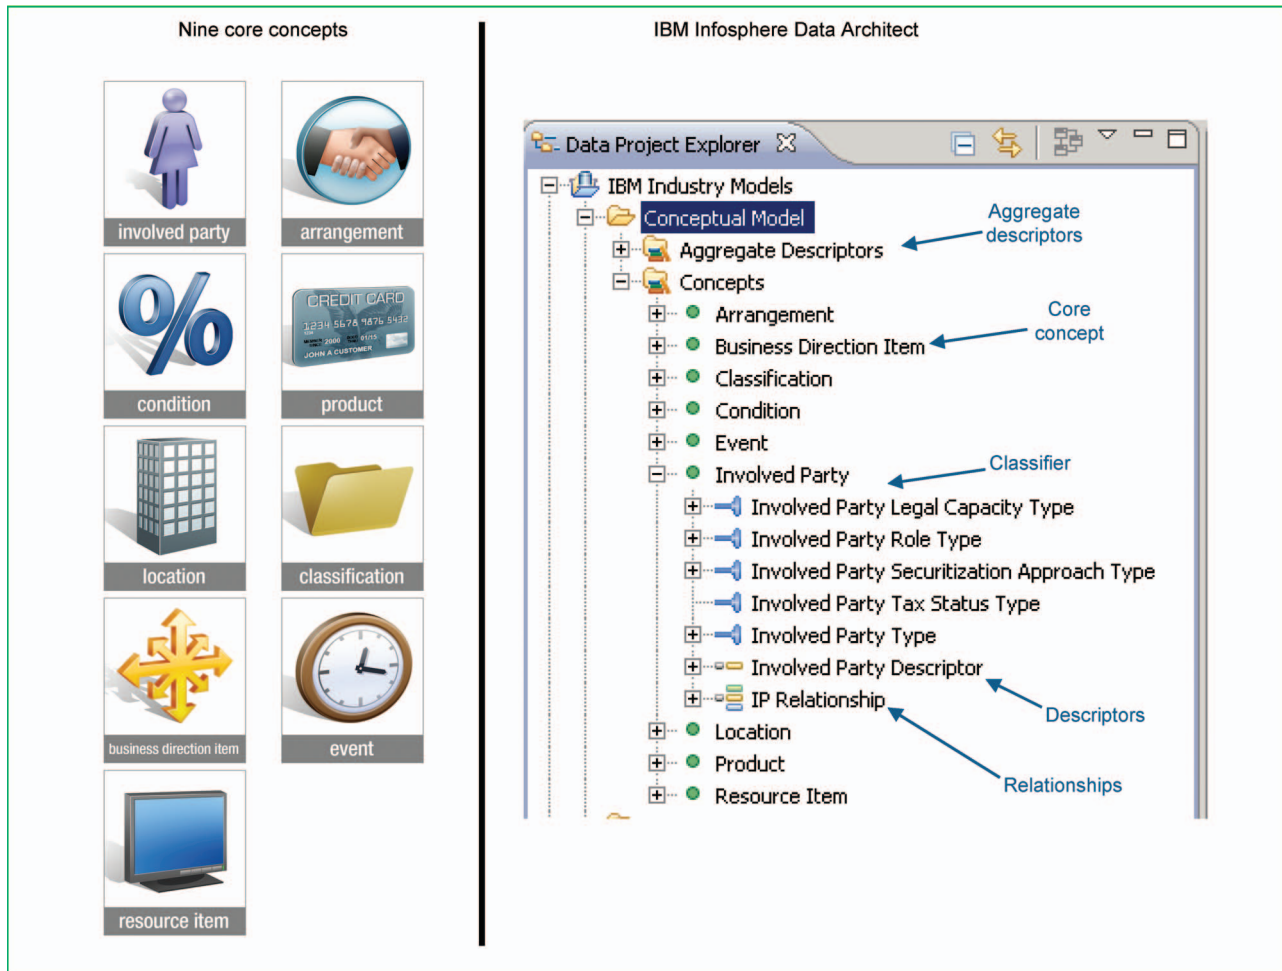 Nine core concepts
involved party
arrangement
condition
CREDIT CARD
1234 5678 9876 5432
2000
01/15
JOHN A CUSTOMER
product
location
classification
business direction item
event
resource item
IBM Infosphere Data Architect
Data Project Explorer
IBM Industry Models
Conceptual Model
Aggregate Descriptors
Concepts
Arrangement
Business Direction Item
Classification
Condition
Event
Involved Party
Involved Party Legal Capacity Type
Involved Party Role Type
Involved Party Securitization Approach Type
Involved Party Tax Status Type
Involved Party Type
Involved Party Descriptor
IP Relationship
Location
Product
Resource Item
Aggregate
descriptors
Core
concept
Classifier
Descriptors
Relationships